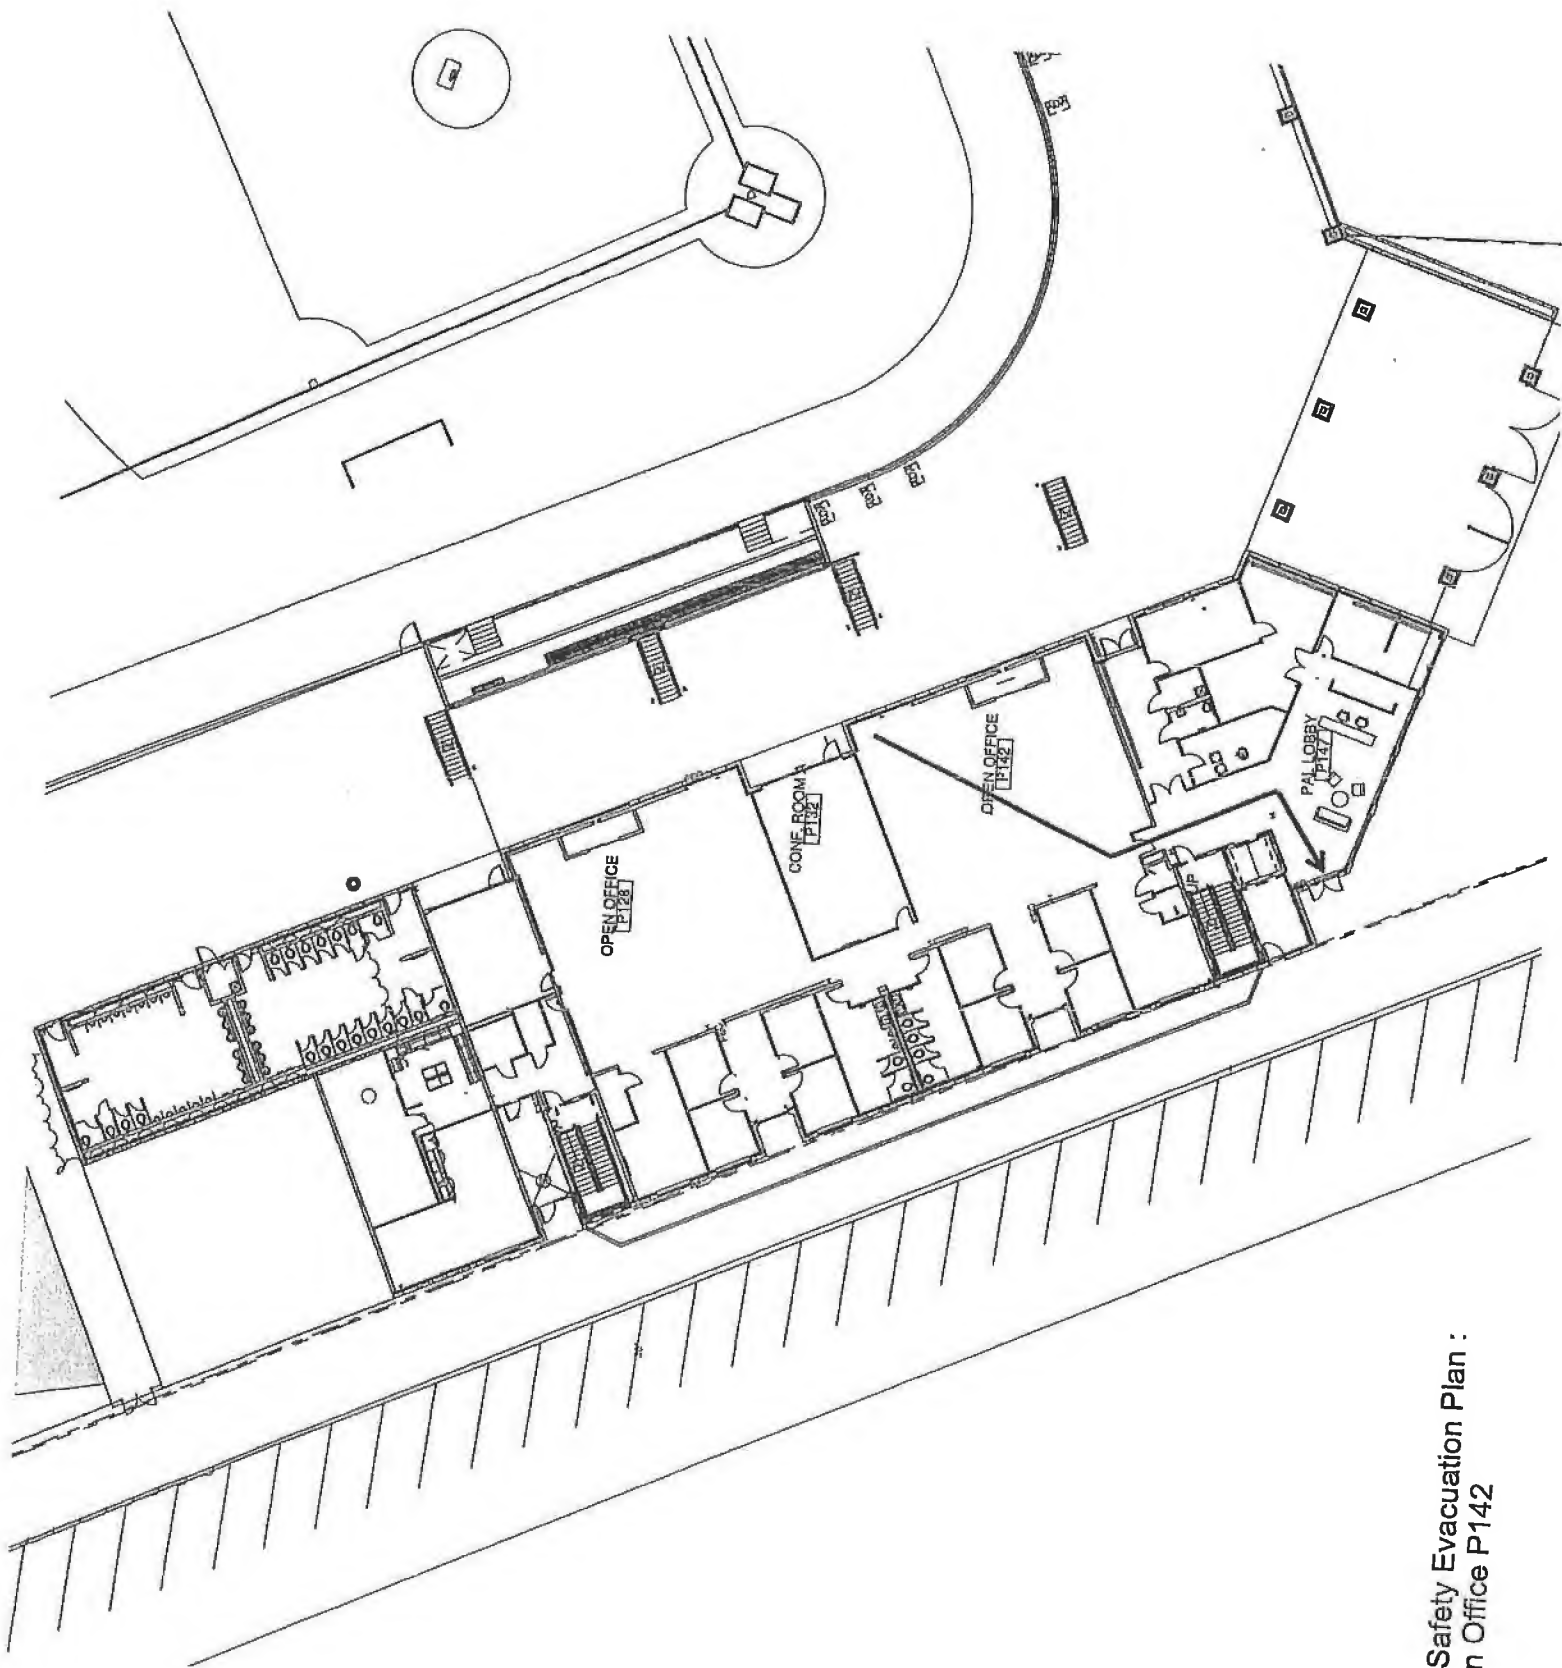 OPEN OFFICE
P128
CONF. ROOM
P132
OPEN OFFICE
P142
PAL LOBBY
P147
UP
Safety Evacuation Plan :
n Office P142